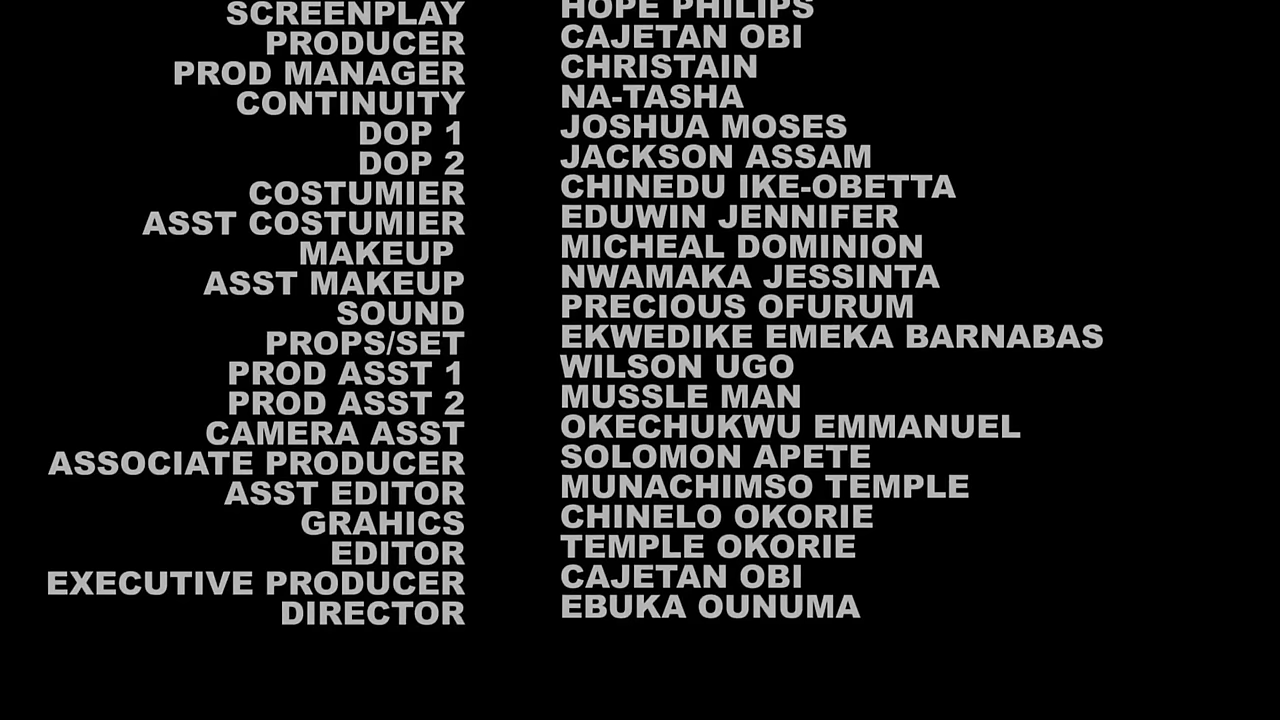 SCREENPLAY HOPE PHILIPS
PRODUCER CAJETAN OBI
PROD MANAGER CHRISTAIN
CONTINUITY NA-TASHA
DOP 1 JOSHUA MOSES
DOP 2 JACKSON ASSAM
COSTUMIER CHINEDU IKE-OBETTA
ASST COSTUMIER EDUWIN JENNIFER
MAKEUP MICHEAL DOMINION
ASST MAKEUP NWAMAKA JESSINTA
SOUND PRECIOUS OFURUM
PROPS/SET EKWEDIKE EMEKA BARNABAS
PROD ASST 1 WILSON UGO
PROD ASST 2 MUSSLE MAN
CAMERA ASST OKECHUKWU EMMANUEL
ASSOCIATE PRODUCER SOLOMON APETE
ASST EDITOR MUNACHIMSO TEMPLE
GRAHICS CHINELO OKORIE
EDITOR TEMPLE OKORIE
EXECUTIVE PRODUCER CAJETAN OBI
DIRECTOR EBUKA OUNUMA